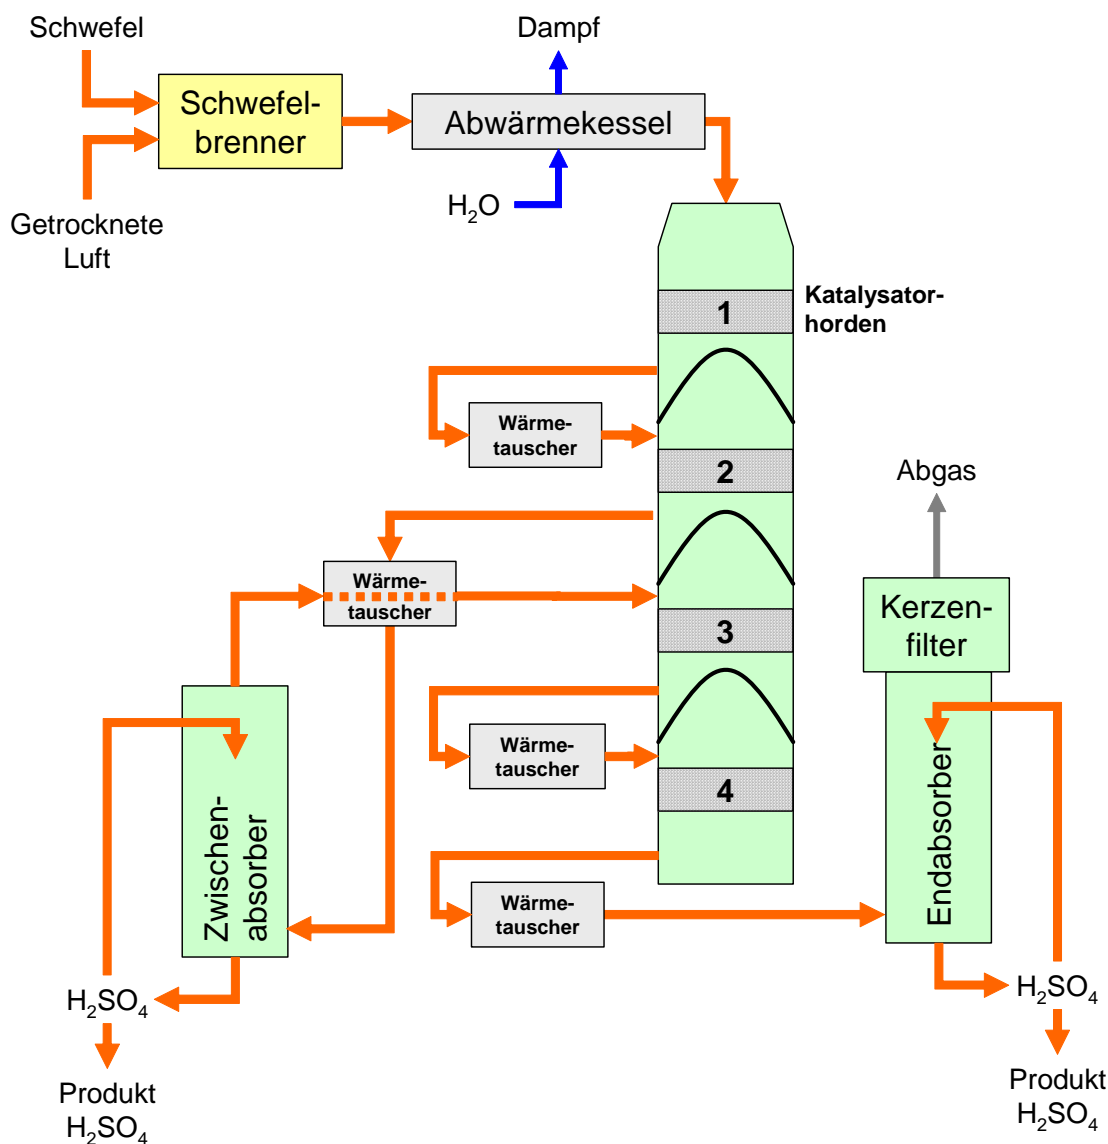 Schwefel
Dampf
Schwefel-
brenner
Abwärmekessel
Getrocknete
Luft
H₂O
1
Katalysator-
horden
Wärme-
tauscher
2
Abgas
Wärme-
tauscher
3
Kerzen-
filter
Wärme-
tauscher
4
Zwischen-
absorber
Endabsorber
Wärme-
tauscher
H₂SO₄
H₂SO₄
Produkt
H₂SO₄
Produkt
H₂SO₄